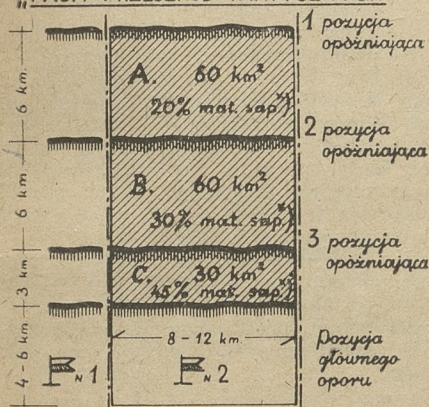 1 pozycja
opóźniająca
A. 60 km²
20% mat. sap.x)
6 km
2 pozycja
opóźniająca
B. 60 km²
30% mat. sap.x)
6 km
3 pozycja
opóźniająca
C. 30 km²
45% mat. sap.x)
3 km
8-12 km.
Pozycja
głównego
oporu
4-6 km
N 1
N 2